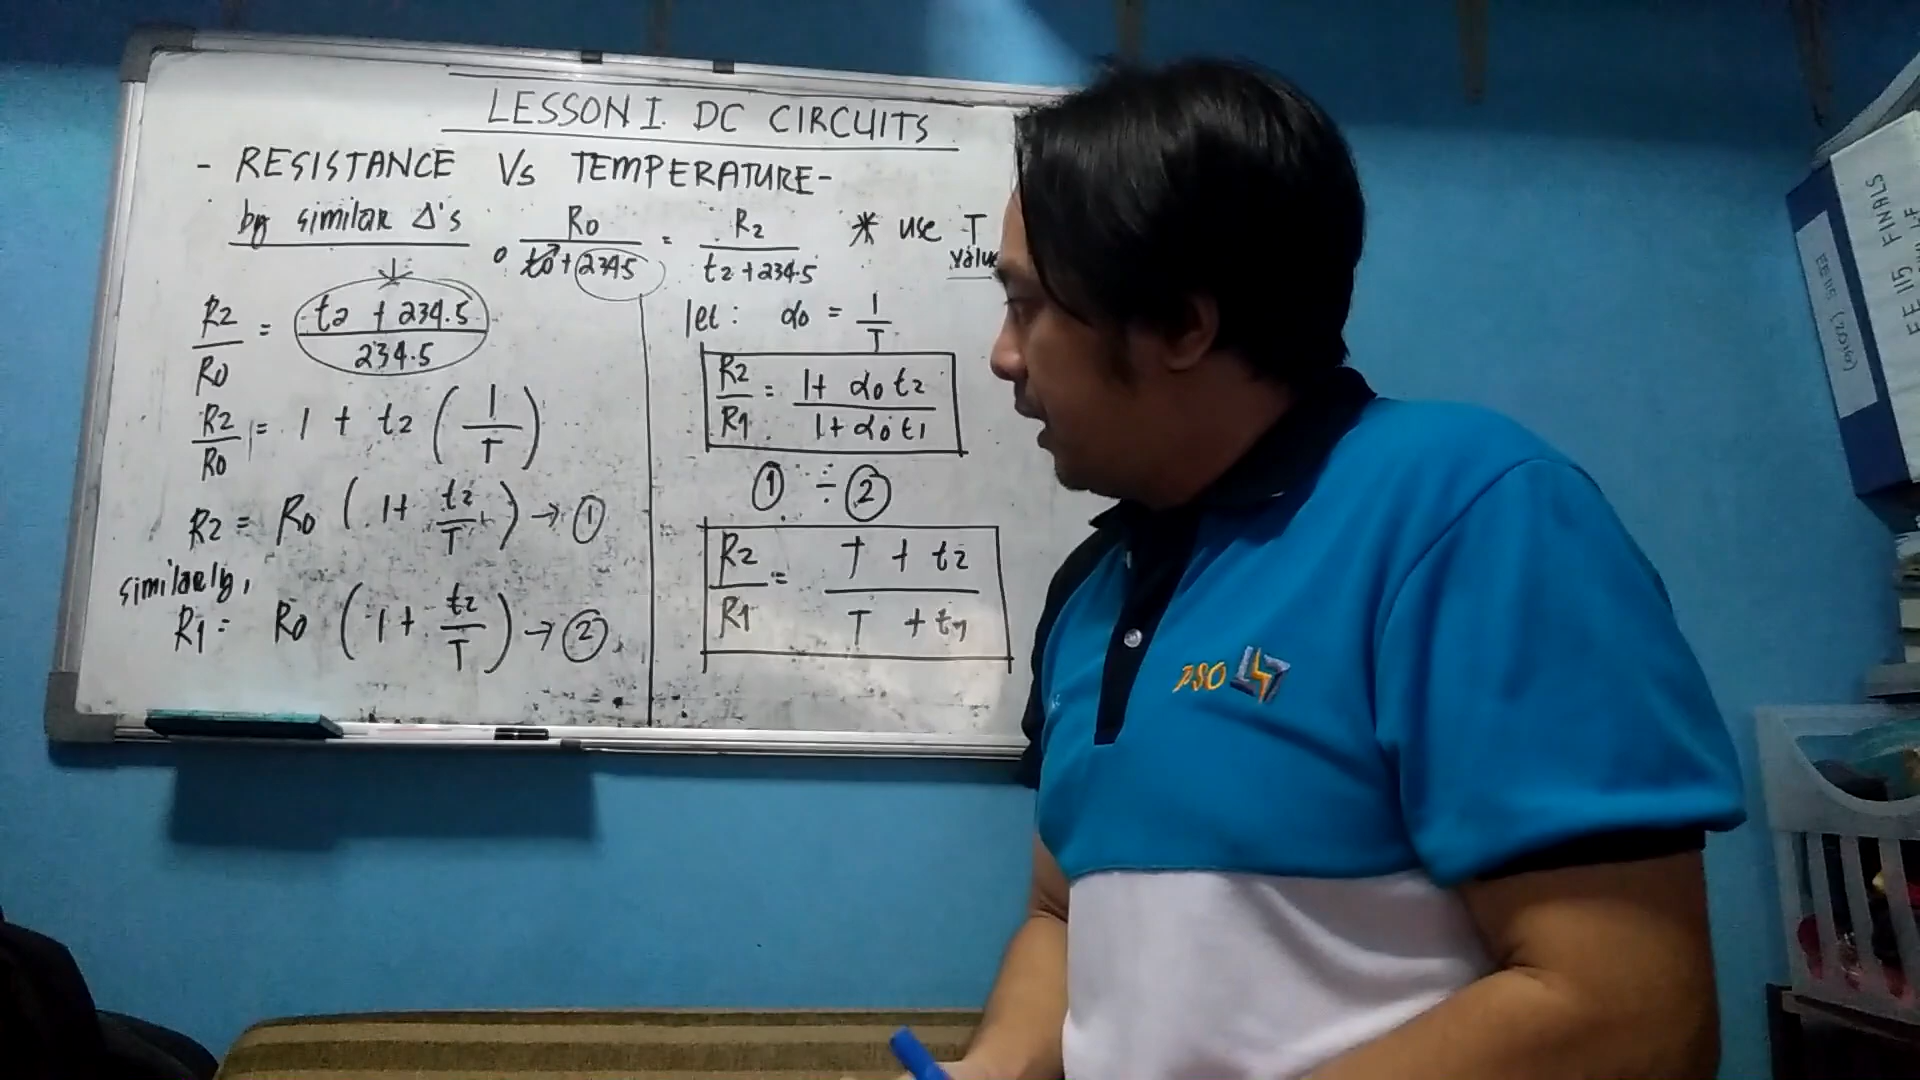 LESSON I. DC CIRCUITS
- RESISTANCE VS TEMPERATURE -
by similar Δ's
R0 / t0 + 234.5 = R2 / t2 + 234.5
* use T
value
R2 / R0 = t2 + 234.5 / 234.5
R2 / R0 = 1 + t2 ( 1 / T )
R2 = R0 ( 1 + t2 / T ) → ①
similarly,
R1 = R0 ( 1 + t2 / T ) → ②
let : α0 = 1 / T
R2 / R1 = 1 + α0 t2 / 1 + α0 t1
① ÷ ②
R2 / R1 = T + t2 / T + t1
PSO
EE 115 FINALS